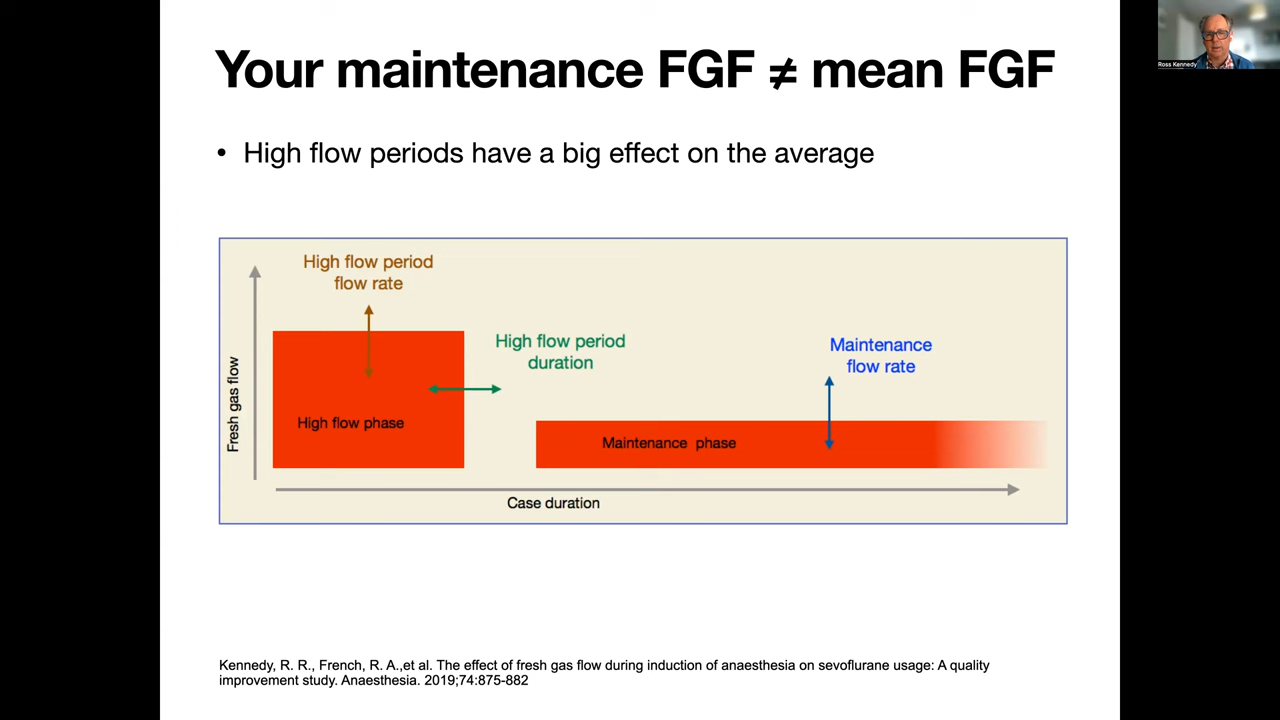 Your maintenance FGF ≠ mean FGF
Ross Kennedy
• High flow periods have a big effect on the average
High flow period
flow rate
High flow period
duration
Maintenance
flow rate
Fresh gas flow
High flow phase
Maintenance phase
Case duration
Kennedy, R. R., French, R. A.,et al. The effect of fresh gas flow during induction of anaesthesia on sevoflurane usage: A quality
improvement study. Anaesthesia. 2019;74:875-882